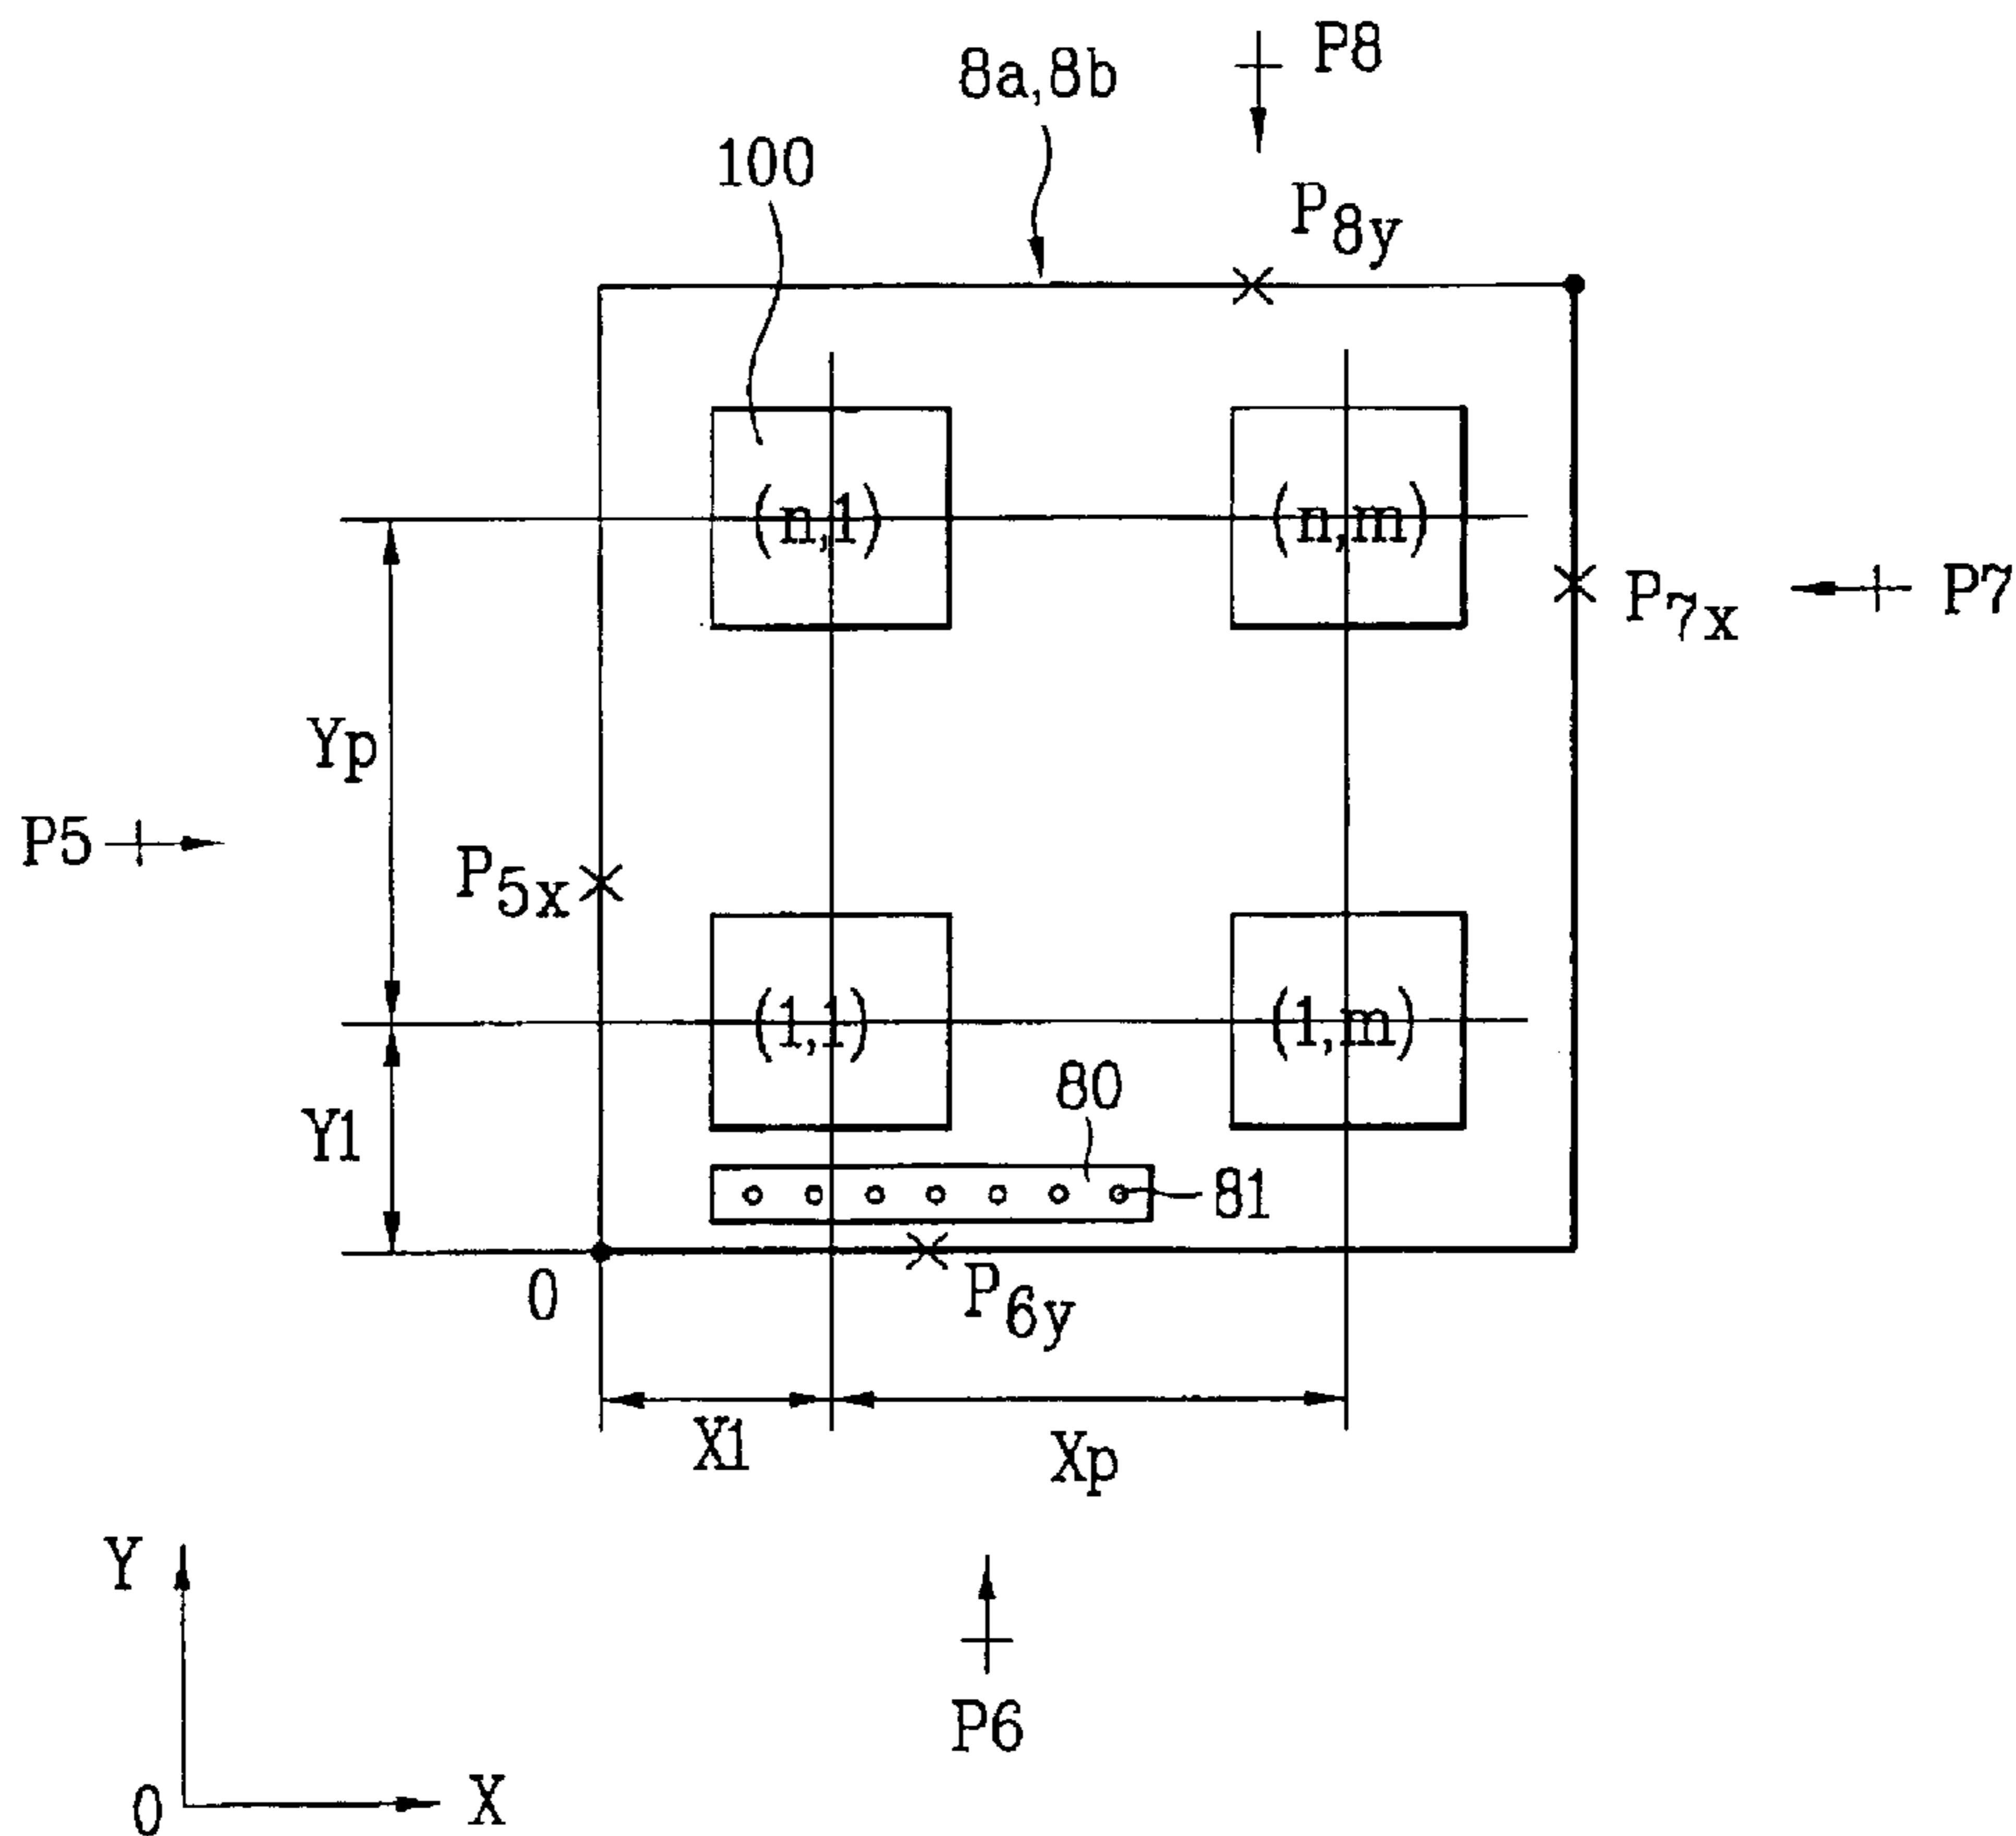 P8
8a,8b
100
P8y
(n,1)
(n,m)
P7x
P7
Yp
P5
P5x
(1,1)
(1,m)
80
Y1
81
0
P6y
X1
Xp
Y
P6
0
X